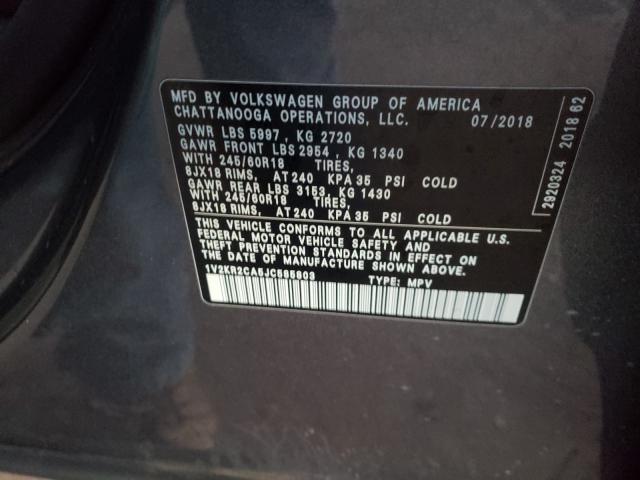 MFD BY VOLKSWAGEN GROUP OF AMERICA
CHATTANOOGA OPERATIONS, LLC. 07/2018
GVWR LBS 5997, KG 2720
GAWR FRONT LBS 2954, KG 1340
WITH 245/60R18 TIRES,
8JX18 RIMS, AT 240 KPA 35 PSI COLD
GAWR REAR LBS 3153, KG 1430
WITH 245/60R18 TIRES,
8JX18 RIMS, AT 240 KPA 35 PSI COLD
THIS VEHICLE CONFORMS TO ALL APPLICABLE U.S.
FEDERAL MOTOR VEHICLE SAFETY AND
THEFT PREVENTION STANDARDS IN EFFECT ON
THE DATE OF MANUFACTURE SHOWN ABOVE.
1V2KR2CA5JC565603 TYPE: MPV
2920324 2018 62